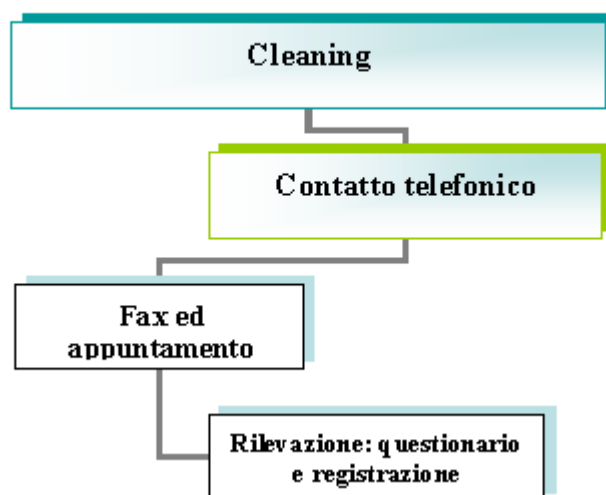 Cleaning
Contatto telefonico
Fax ed
appuntamento
Rilevazione: questionario
e registrazione